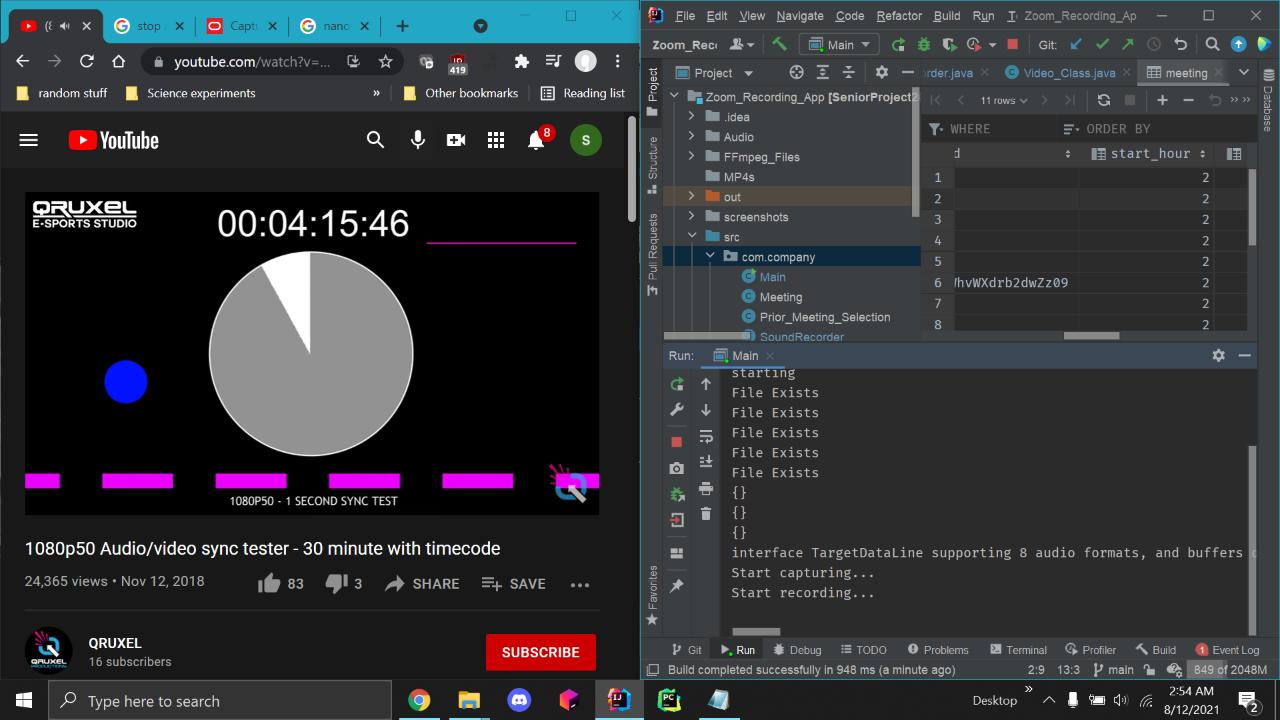 stop
Captu
nano
youtube.com/watch?v=...
419
random stuff
Science experiments
»
Other bookmarks
Reading list
YouTube
8
S
QRUXEL
E-SPORTS STUDIO
00:04:15:46
1080P50 - 1 SECOND SYNC TEST
1080p50 Audio/video sync tester - 30 minute with timecode
24,365 views • Nov 12, 2018
83
3
SHARE
SAVE
QRUXEL
PRODUCTIONS
QRUXEL
16 subscribers
SUBSCRIBE
File Edit View Navigate Code Refactor Build Run Zoom_Recording_Ap
Zoom_Reci
Main
Git:
Project
rder.java
Video_Class.java
meeting
Zoom_Recording_App [SeniorProject2
.idea
Audio
FFmpeg_Files
MP4s
out
screenshots
src
com.company
Main
Meeting
Prior_Meeting_Selection
SoundRecorder
11 rows
WHERE
ORDER BY
d
start_hour
1 2
2 2
3 2
4 2
5 2
6 WhvWXdrb2dwZz09 2
7 2
8 2
Project
Structure
Pull Requests
Favorites
Database
Run: Main
starting
File Exists
File Exists
File Exists
File Exists
File Exists
{}
{}
{}
interface TargetDataLine supporting 8 audio formats, and buffers o
Start capturing...
Start recording...
Git Run Debug TODO Problems Terminal Profiler Build 1 Event Log
Build completed successfully in 948 ms (a minute ago)
2:9 13:3 main 849 of 2048M
Type here to search
Desktop »
2:54 AM
8/12/2021
2